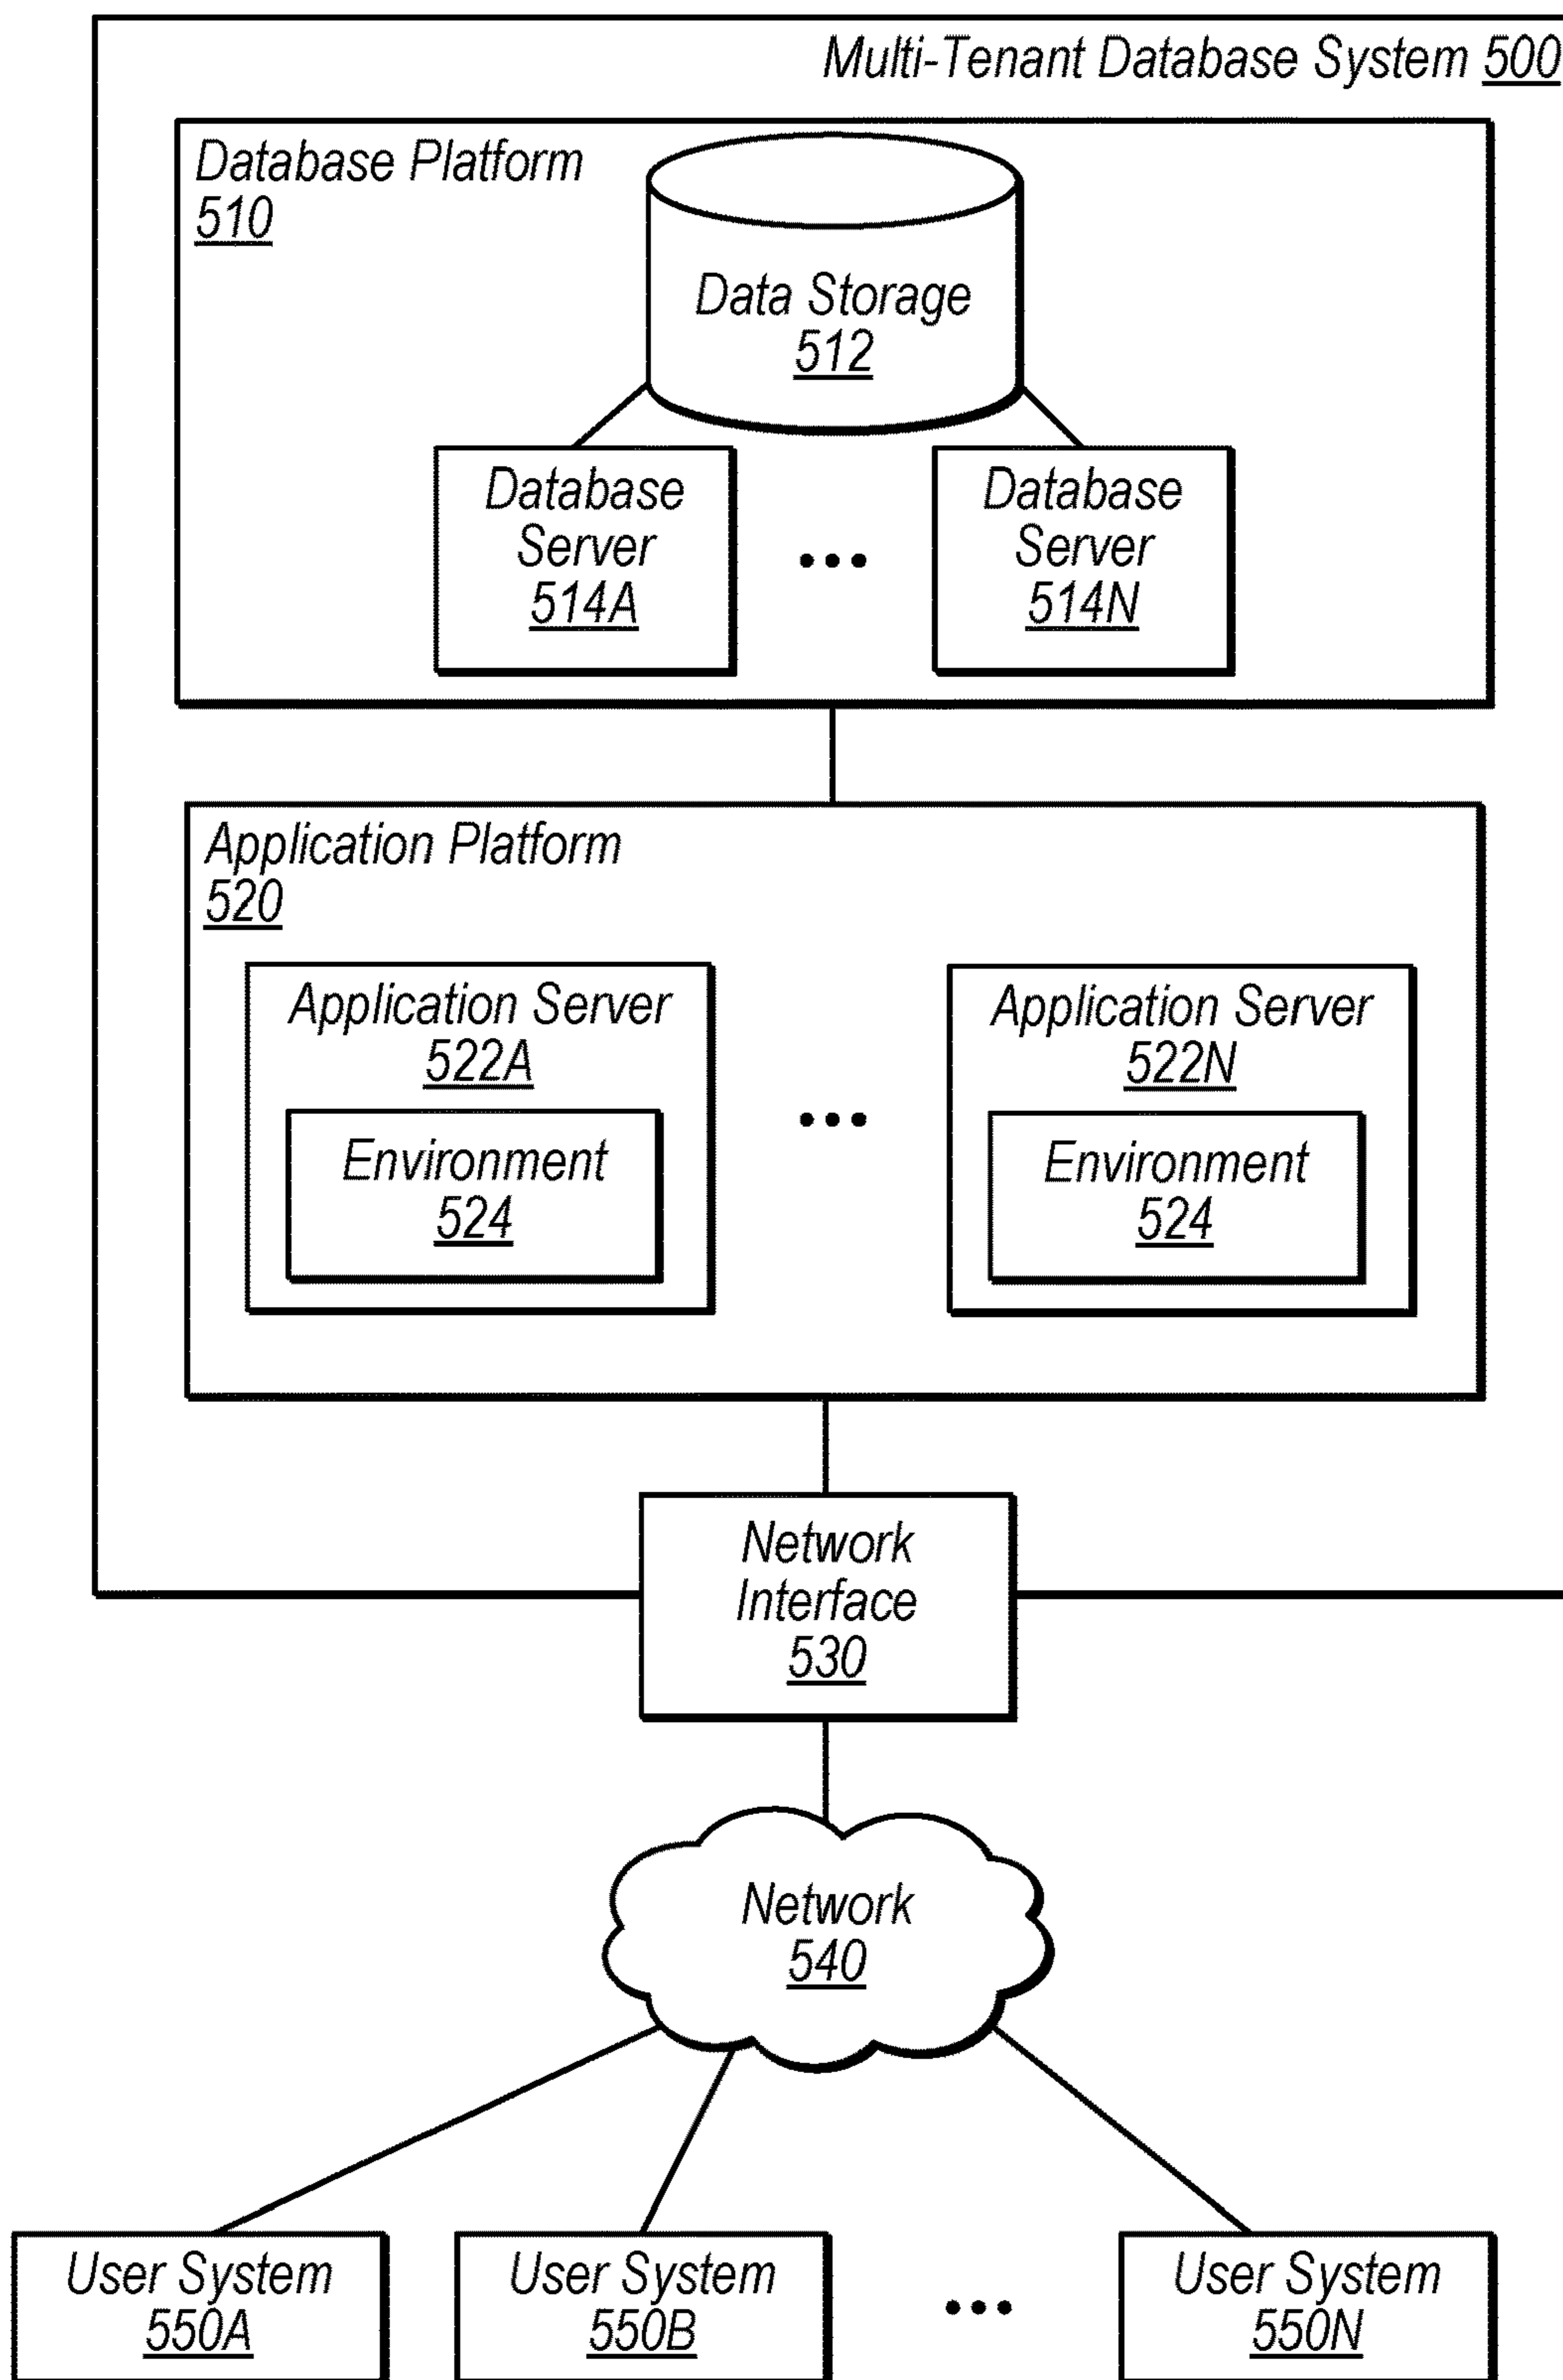 Multi-Tenant Database System 500
Database Platform
510
Data Storage
512
Database
Server
514A
...
Database
Server
514N
Application Platform
520
Application Server
522A
Environment
524
...
Application Server
522N
Environment
524
Network
Interface
530
Network
540
User System
550A
User System
550B
...
User System
550N